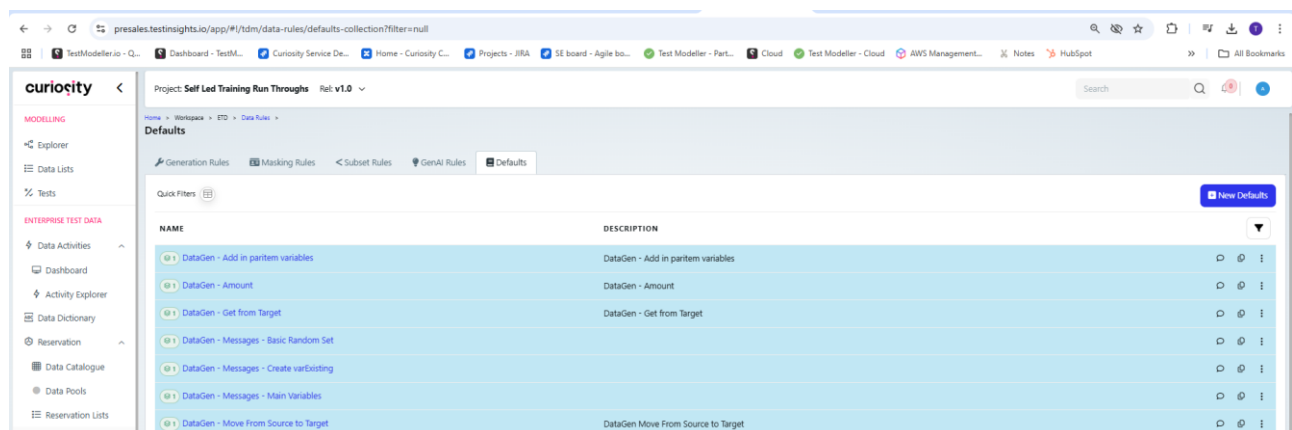 presales.testinsights.io/app/#!/tdm/data-rules/defaults-collection?filter=null
TestModeller.io - Q... Dashboard - TestM... Curiosity Service De... Home - Curiosity C... Projects - JIRA SE board - Agile bo... Test Modeller - Part... Cloud Test Modeller - Cloud AWS Management... Notes HubSpot » All Bookmarks
curiosity Project: Self Led Training Run Throughs Rel: v1.0 Search
MODELLING
Home > Workspace > ETD > Data Rules >
Defaults
Explorer
Data Lists
Tests
Generation Rules Masking Rules Subset Rules GenAI Rules Defaults
Quick Filters New Defaults
ENTERPRISE TEST DATA
Data Activities
Dashboard
Activity Explorer
Data Dictionary
Reservation
Data Catalogue
Data Pools
Reservation Lists
NAME DESCRIPTION
1 DataGen - Add in paritem variables DataGen - Add in paritem variables
1 DataGen - Amount DataGen - Amount
1 DataGen - Get from Target DataGen - Get from Target
1 DataGen - Messages - Basic Random Set
1 DataGen - Messages - Create varExisting
1 DataGen - Messages - Main Variables
1 DataGen - Move From Source to Target DataGen Move From Source to Target